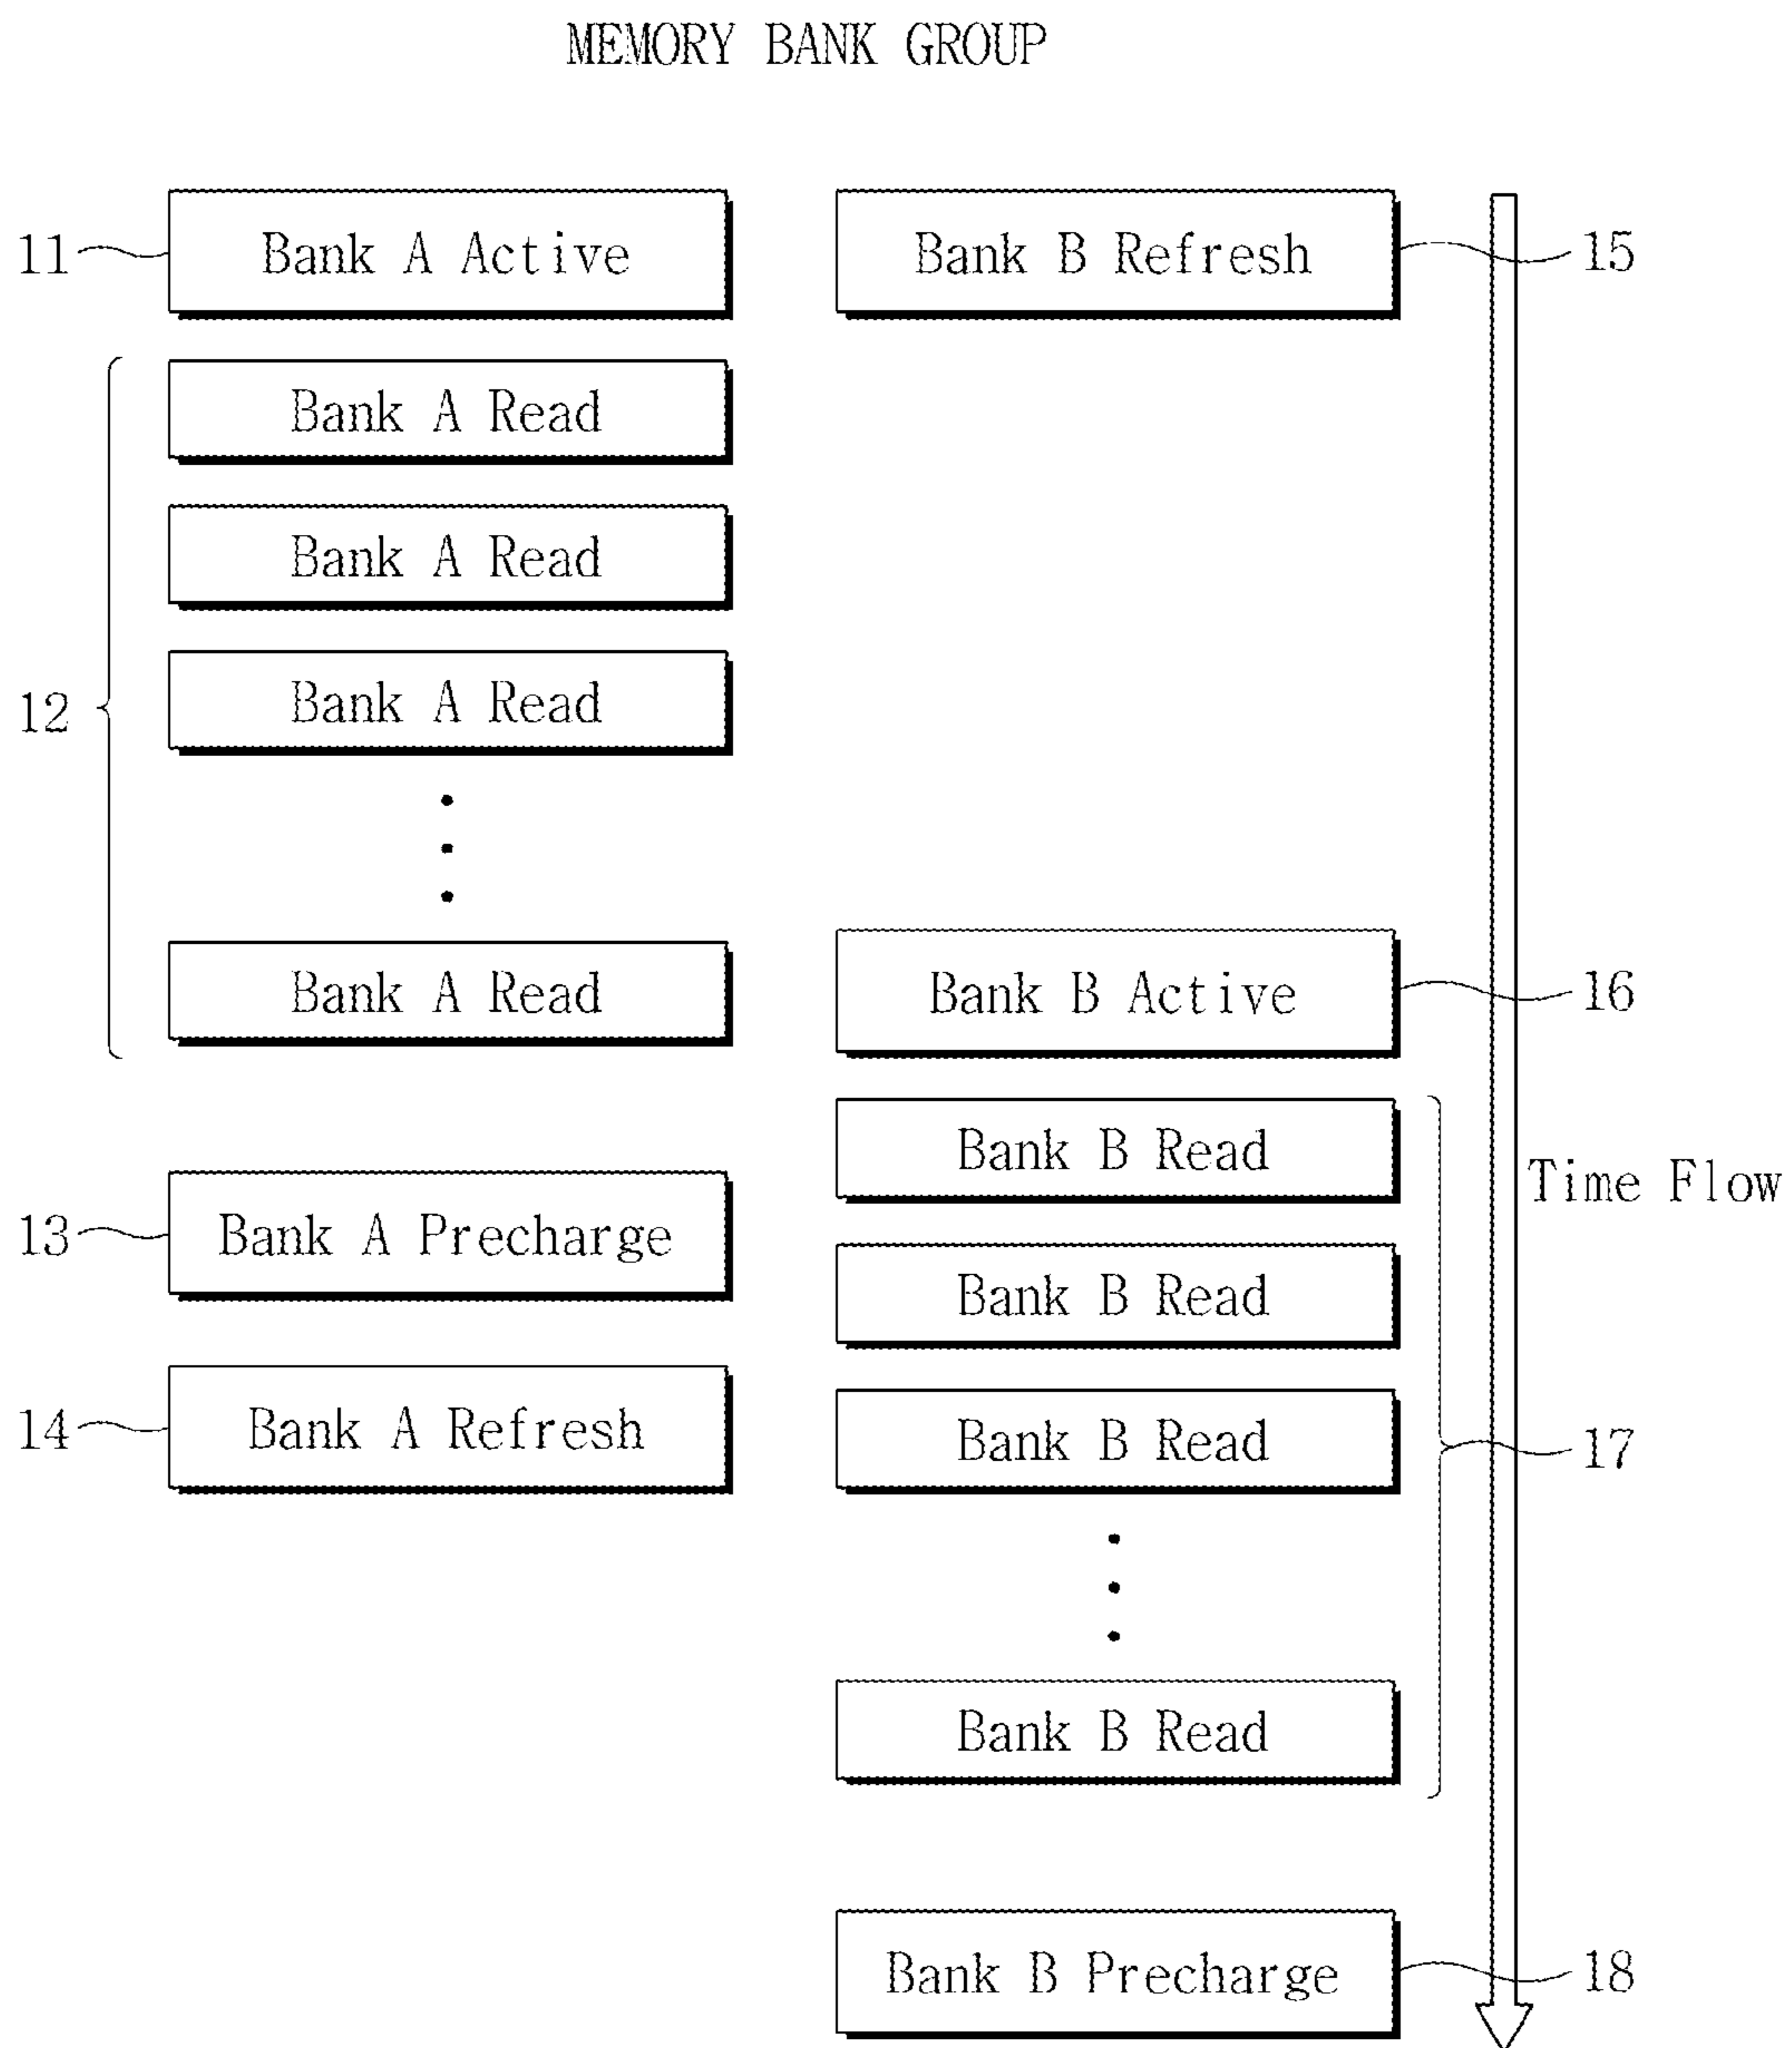 MEMORY BANK GROUP
11
Bank A Active
Bank B Refresh
15
Bank A Read
Bank A Read
12
Bank A Read
Bank A Read
Bank B Active
16
Bank B Read
Time Flow
13
Bank A Precharge
Bank B Read
14
Bank A Refresh
Bank B Read
17
Bank B Read
Bank B Precharge
18